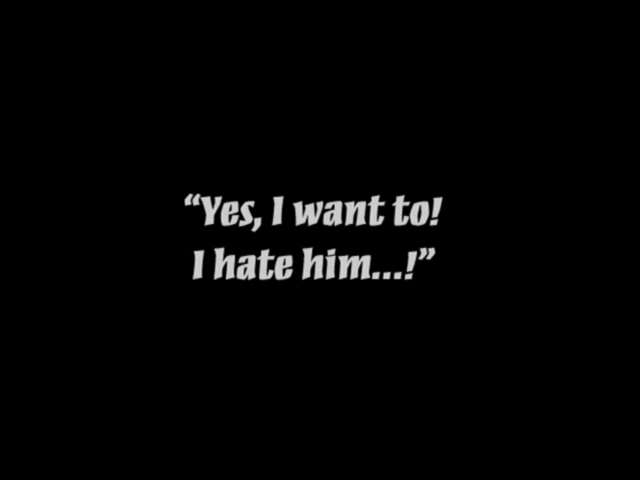 “Yes, I want to!
I hate him...!”